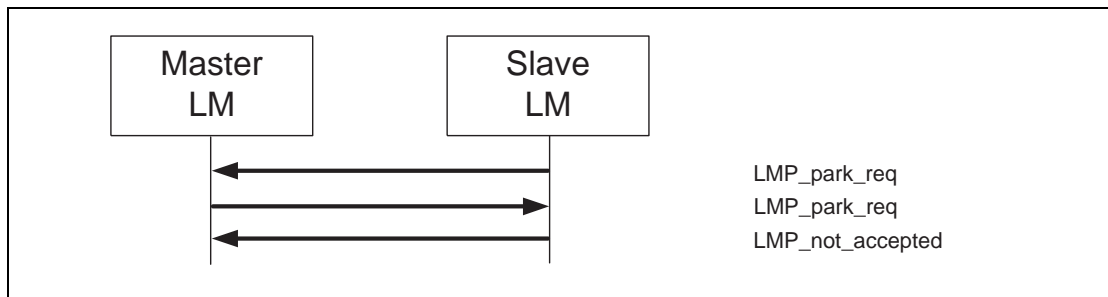 Master
LM
Slave
LM
LMP_park_req
LMP_park_req
LMP_not_accepted